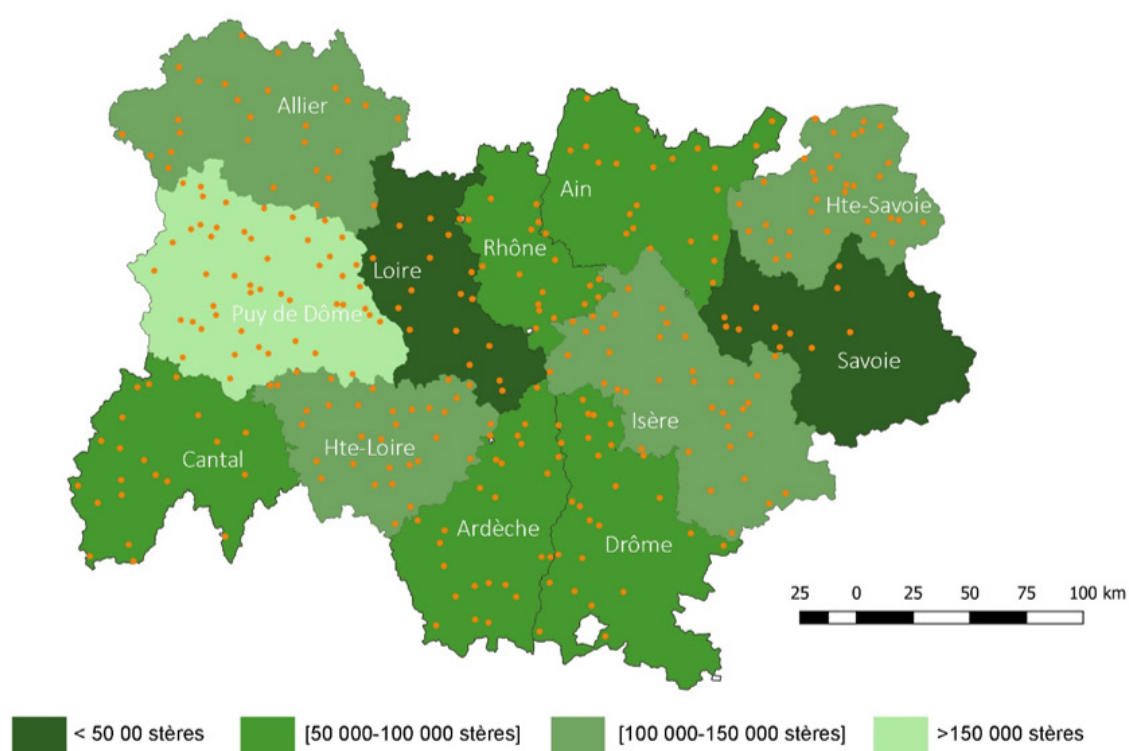 Allier
Ain
Hte-Savoie
Rhône
Loire
Puy de Dôme
Savoie
Isère
Hte-Loire
Cantal
Ardèche
Drôme
25 0 25 50 75 100 km
< 50 00 stères [50 000-100 000 stères] [100 000-150 000 stères] >150 000 stères